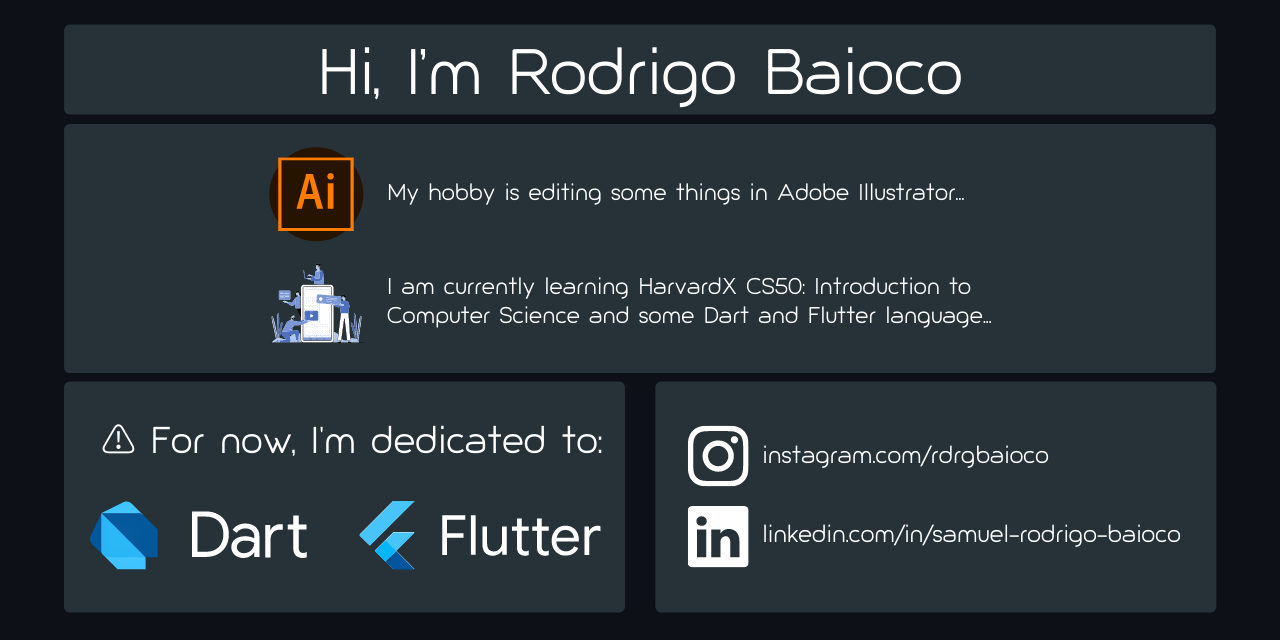 Hi, I'm Rodrigo Baioco
Ai
My hobby is editing some things in Adobe Illustrator...
I am currently learning HarvardX CS50: Introduction to
Computer Science and some Dart and Flutter language...
For now, I'm dedicated to:
Dart
Flutter
instagram.com/rdrgbaioco
in
linkedin.com/in/samuel-rodrigo-baioco